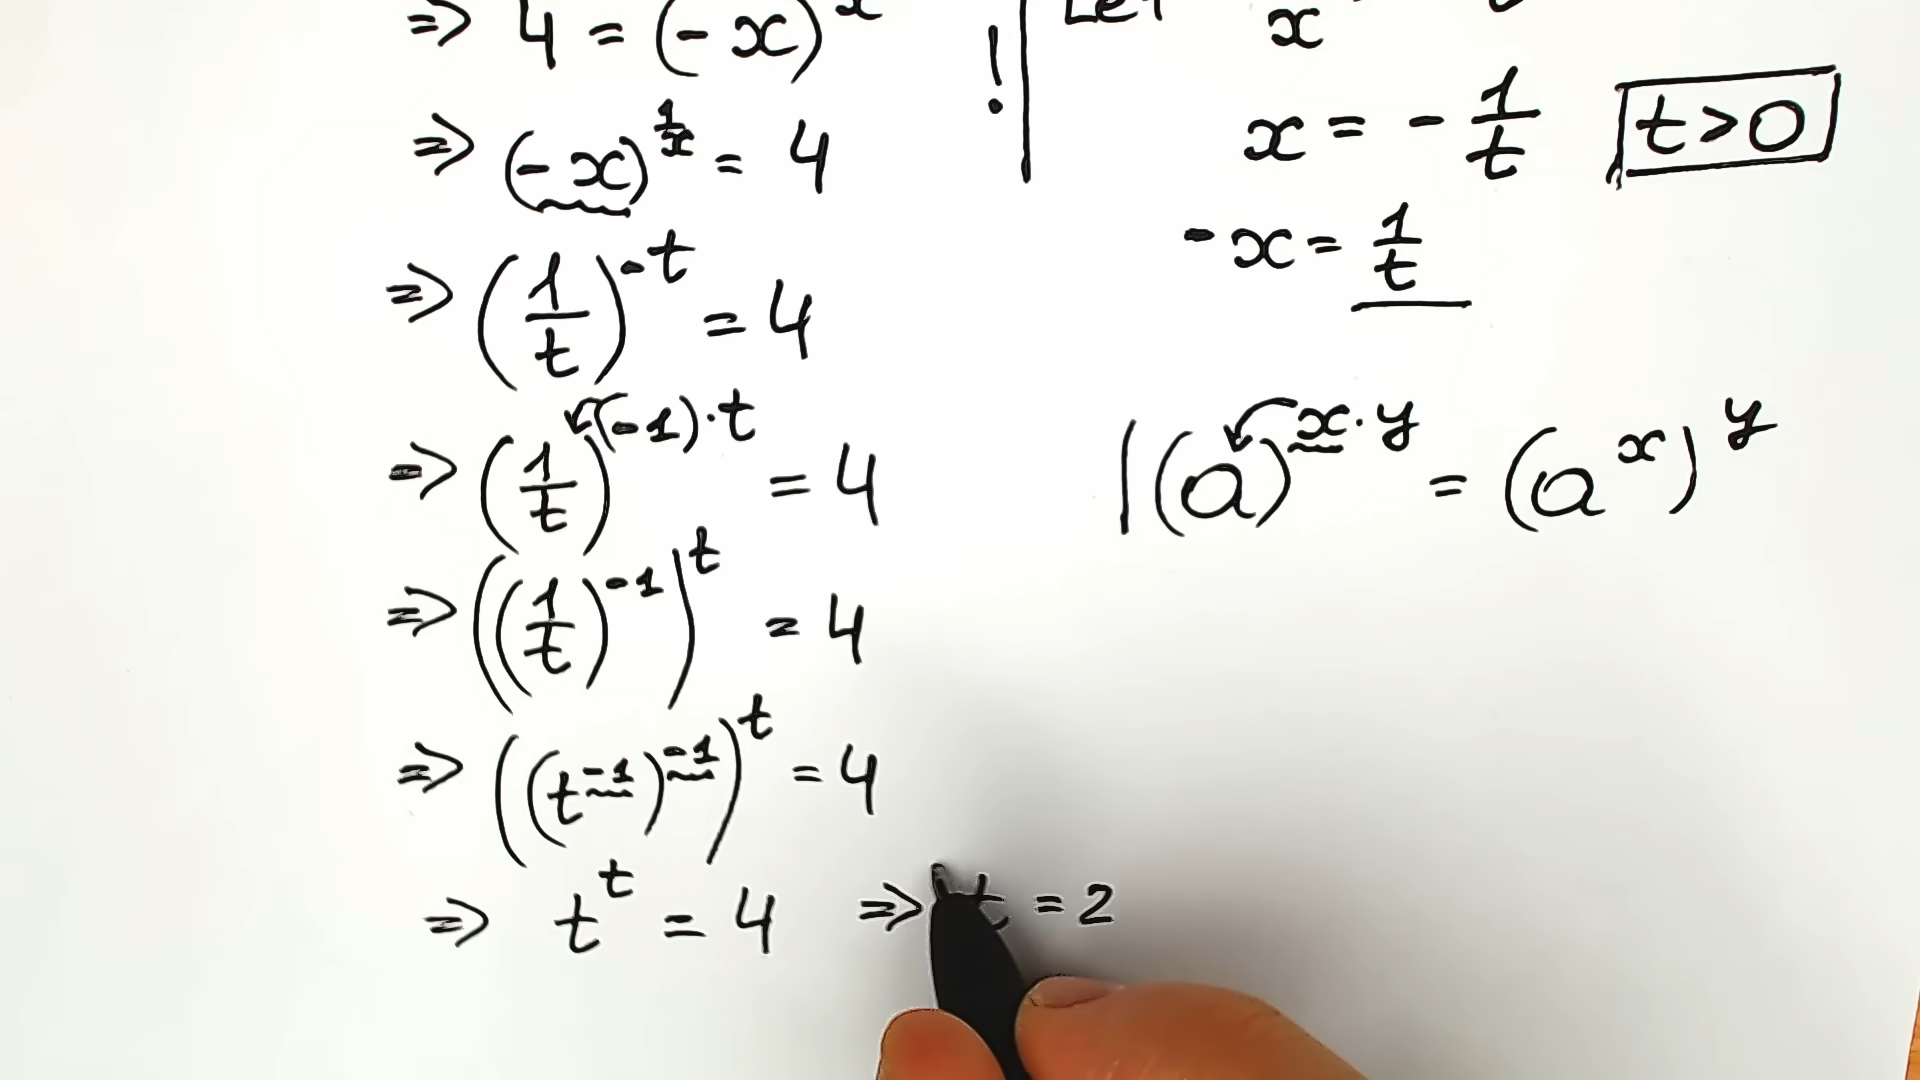 => 4 = (-x)
=> (-x)^(1/x) = 4
=> (1/t)^(-t) = 4
=> (1/t)^((-1)·t) = 4
=> ((1/t)^(-1))^t = 4
=> ((t^(-1))^(-1))^t = 4
=> t^t = 4 => t = 2
!
Let
x
x = -1/t t>0
-x = 1/t
|(a)^(x·y) = (a^x)^y